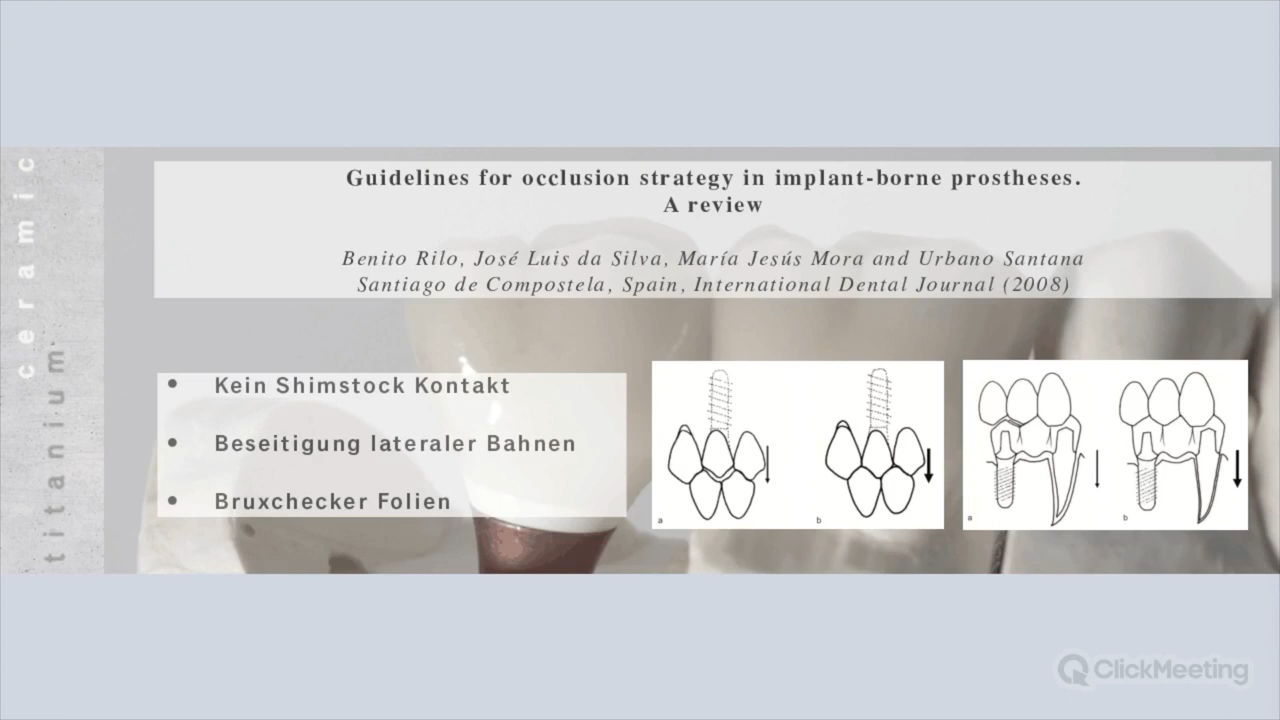 ceramic
titanium.
Guidelines for occlusion strategy in implant-borne prostheses.
A review
Benito Rilo, José Luis da Silva, María Jesús Mora and Urbano Santana
Santiago de Compostela, Spain, International Dental Journal (2008)
• Kein Shimstock Kontakt
• Beseitigung lateraler Bahnen
• Bruxchecker Folien
a
b
a
b
ClickMeeting